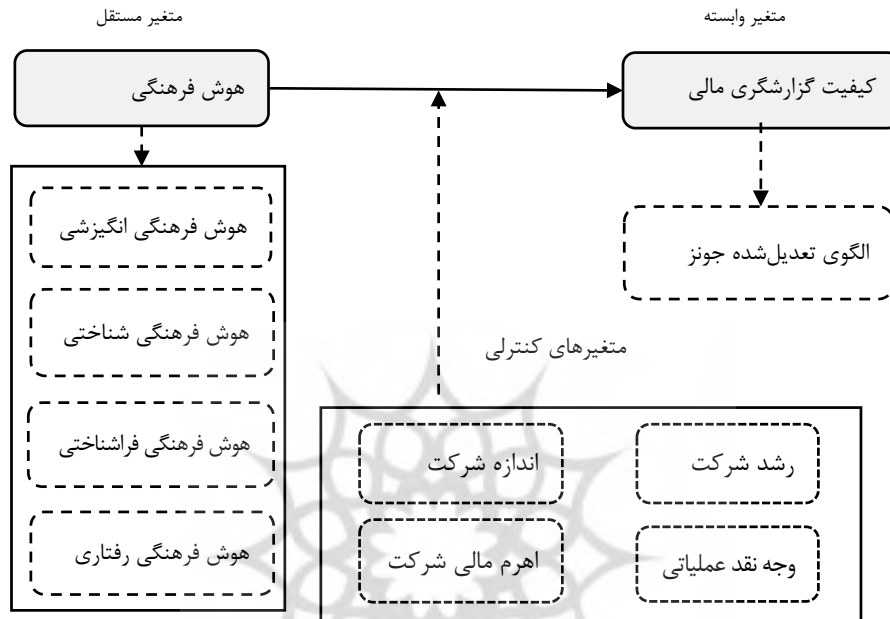 متغیر وابسته
متغیر مستقل
کیفیت گزارشگری مالی
هوش فرهنگی
الگوی تعدیل‌شده جونز
هوش فرهنگی انگیزشی
هوش فرهنگی شناختی
هوش فرهنگی فراشناختی
هوش فرهنگی رفتاری
متغیرهای کنترلی
رشد شرکت
اندازه شرکت
وجه نقد عملیاتی
اهرم مالی شرکت